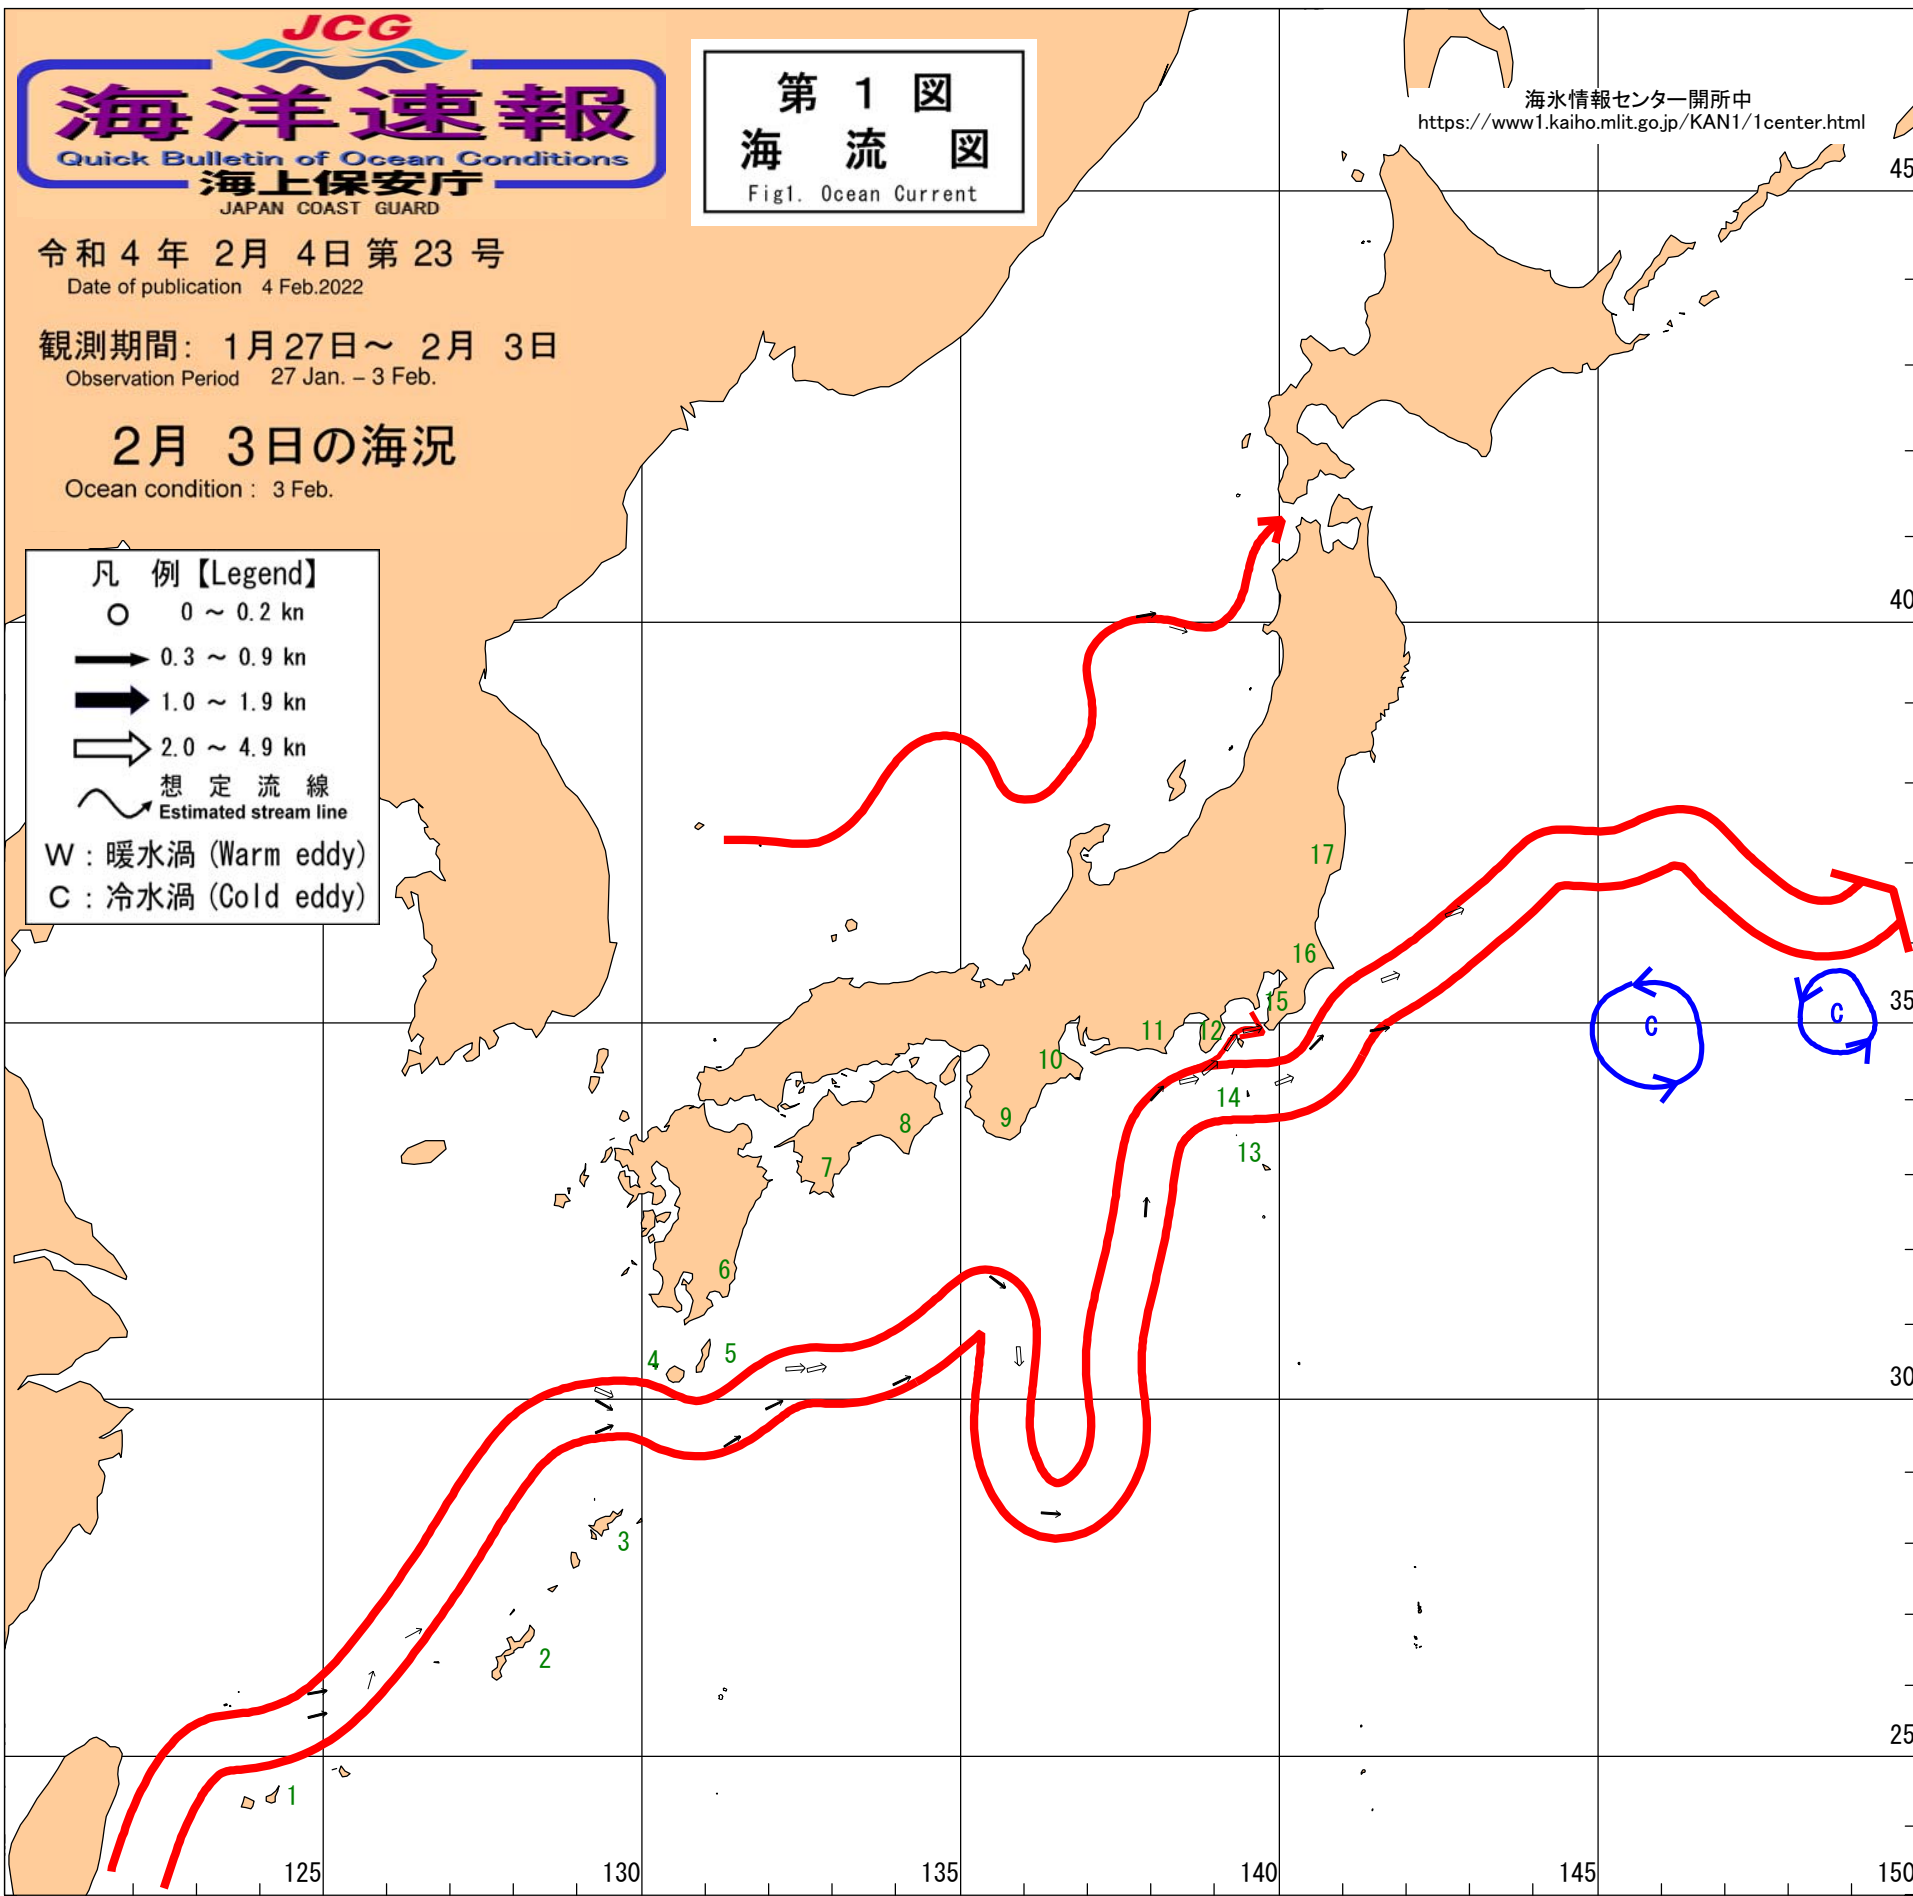 JCG
海洋速報
Quick Bulletin of Ocean Conditions
海上保安庁
JAPAN COAST GUARD
第 1 図
海 流 図
Fig1. Ocean Current
海氷情報センター開所中
https://www1.kaiho.mlit.go.jp/KAN1/1center.html
令和 4 年 2月 4日 第 23 号
Date of publication 4 Feb.2022
観測期間: 1月27日～ 2月 3日
Observation Period 27 Jan. – 3 Feb.
2月 3日の海況
Ocean condition : 3 Feb.
凡 例【Legend】
0 ～ 0.2 kn
0.3 ～ 0.9 kn
1.0 ～ 1.9 kn
2.0 ～ 4.9 kn
想 定 流 線
Estimated stream line
W : 暖水渦 (Warm eddy)
C : 冷水渦 (Cold eddy)
45
40
17
16
35
15
C
C
11
12
10
14
9
8
13
7
6
5
4
30
3
2
25
1
125
130
135
140
145
150